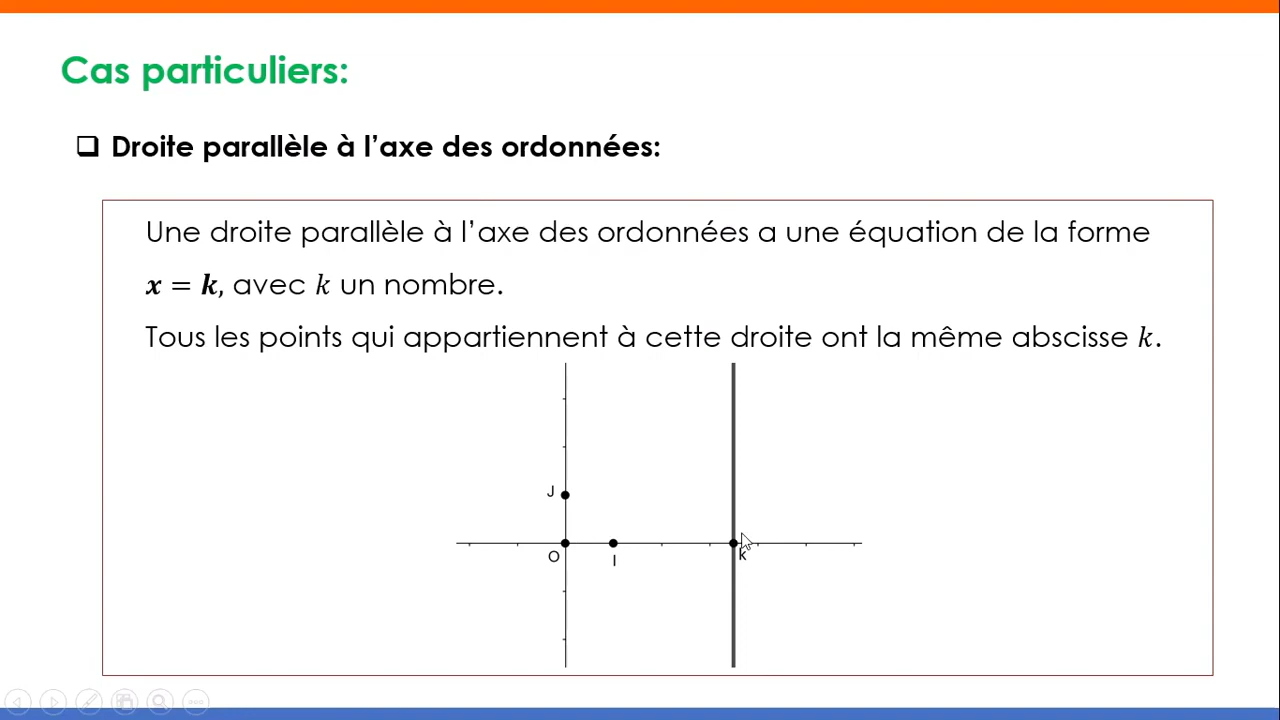 Cas particuliers:
❑ Droite parallèle à l’axe des ordonnées:
Une droite parallèle à l’axe des ordonnées a une équation de la forme
x = k, avec k un nombre.
Tous les points qui appartiennent à cette droite ont la même abscisse k.
J
O
I
k